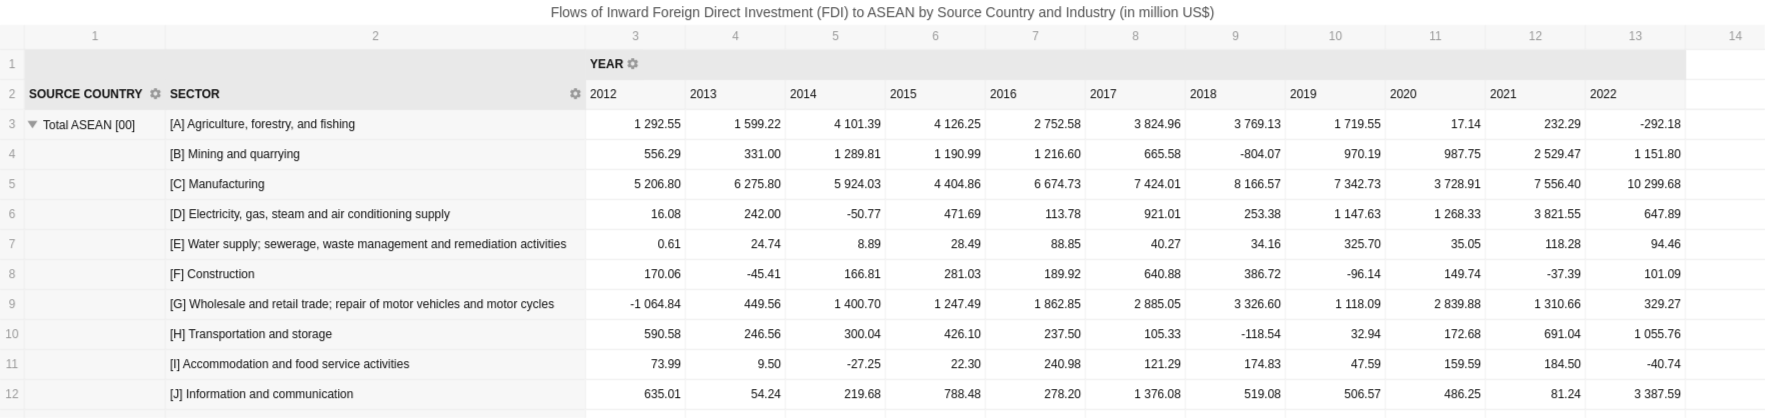 Flows of Inward Foreign Direct Investment (FDI) to ASEAN by Source Country and Industry (in million US$)
1 2 3 4 5 6 7 8 9 10 11 12 13 14
1 YEAR
2 SOURCE COUNTRY SECTOR 2012 2013 2014 2015 2016 2017 2018 2019 2020 2021 2022
3 Total ASEAN [00] [A] Agriculture, forestry, and fishing 1 292.55 1 599.22 4 101.39 4 126.25 2 752.58 3 824.96 3 769.13 1 719.55 17.14 232.29 -292.18
4 [B] Mining and quarrying 556.29 331.00 1 289.81 1 190.99 1 216.60 665.58 -804.07 970.19 987.75 2 529.47 1 151.80
5 [C] Manufacturing 5 206.80 6 275.80 5 924.03 4 404.86 6 674.73 7 424.01 8 166.57 7 342.73 3 728.91 7 556.40 10 299.68
6 [D] Electricity, gas, steam and air conditioning supply 16.08 242.00 -50.77 471.69 113.78 921.01 253.38 1 147.63 1 268.33 3 821.55 647.89
7 [E] Water supply; sewerage, waste management and remediation activities 0.61 24.74 8.89 28.49 88.85 40.27 34.16 325.70 35.05 118.28 94.46
8 [F] Construction 170.06 -45.41 166.81 281.03 189.92 640.88 386.72 -96.14 149.74 -37.39 101.09
9 [G] Wholesale and retail trade; repair of motor vehicles and motor cycles -1 064.84 449.56 1 400.70 1 247.49 1 862.85 2 885.05 3 326.60 1 118.09 2 839.88 1 310.66 329.27
10 [H] Transportation and storage 590.58 246.56 300.04 426.10 237.50 105.33 -118.54 32.94 172.68 691.04 1 055.76
11 [I] Accommodation and food service activities 73.99 9.50 -27.25 22.30 240.98 121.29 174.83 47.59 159.59 184.50 -40.74
12 [J] Information and communication 635.01 54.24 219.68 788.48 278.20 1 376.08 519.08 506.57 486.25 81.24 3 387.59